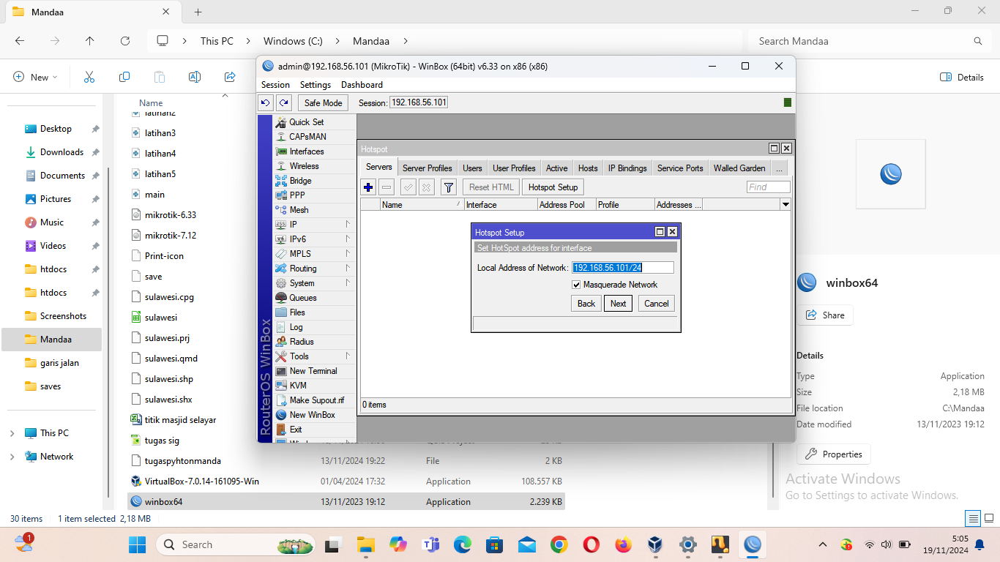 Mandaa
This PC
Windows (C:)
Mandaa
Search Mandaa
New
Details
Name
Desktop
Downloads
Documents
Pictures
Music
Videos
htdocs
htdocs
Screenshots
Mandaa
garis jalan
saves
This PC
Network
latihan2
latihan3
latihan4
latihan5
main
mikrotik-6.33
mikrotik-7.12
Print-icon
save
sulawesi.cpg
sulawesi
sulawesi.prj
sulawesi.qmd
sulawesi.shp
sulawesi.shx
titik masjid selayar
tugas sig
tugaspyhtonmanda 13/11/2024 19:22 File 2 KB
VirtualBox-7.0.14-161095-Win 01/04/2024 17:32 Application 108.557 KB
winbox64 13/11/2023 19:12 Application 2.239 KB
admin@192.168.56.101 (MikroTik) - WinBox (64bit) v6.33 on x86 (x86)
Session Settings Dashboard
Safe Mode Session: 192.168.56.101
RouterOS WinBox
Quick Set
CAPsMAN
Interfaces
Wireless
Bridge
PPP
Mesh
IP
IPv6
MPLS
Routing
System
Queues
Files
Log
Radius
Tools
New Terminal
KVM
Make Supout.rif
New WinBox
Exit
Hotspot
Servers Server Profiles Users User Profiles Active Hosts IP Bindings Service Ports Walled Garden ...
Reset HTML Hotspot Setup Find
Name Interface Address Pool Profile Addresses ...
Hotspot Setup
Set HotSpot address for interface
Local Address of Network: 192.168.56.101/24
Masquerade Network
Back Next Cancel
0 items
winbox64
Share
Details
Type Application
Size 2,18 MB
File location C:\Mandaa
Date modified 13/11/2023 19:12
Properties
Activate Windows
Go to Settings to activate Windows.
30 items 1 item selected 2,18 MB
1
Search
5:05
19/11/2024